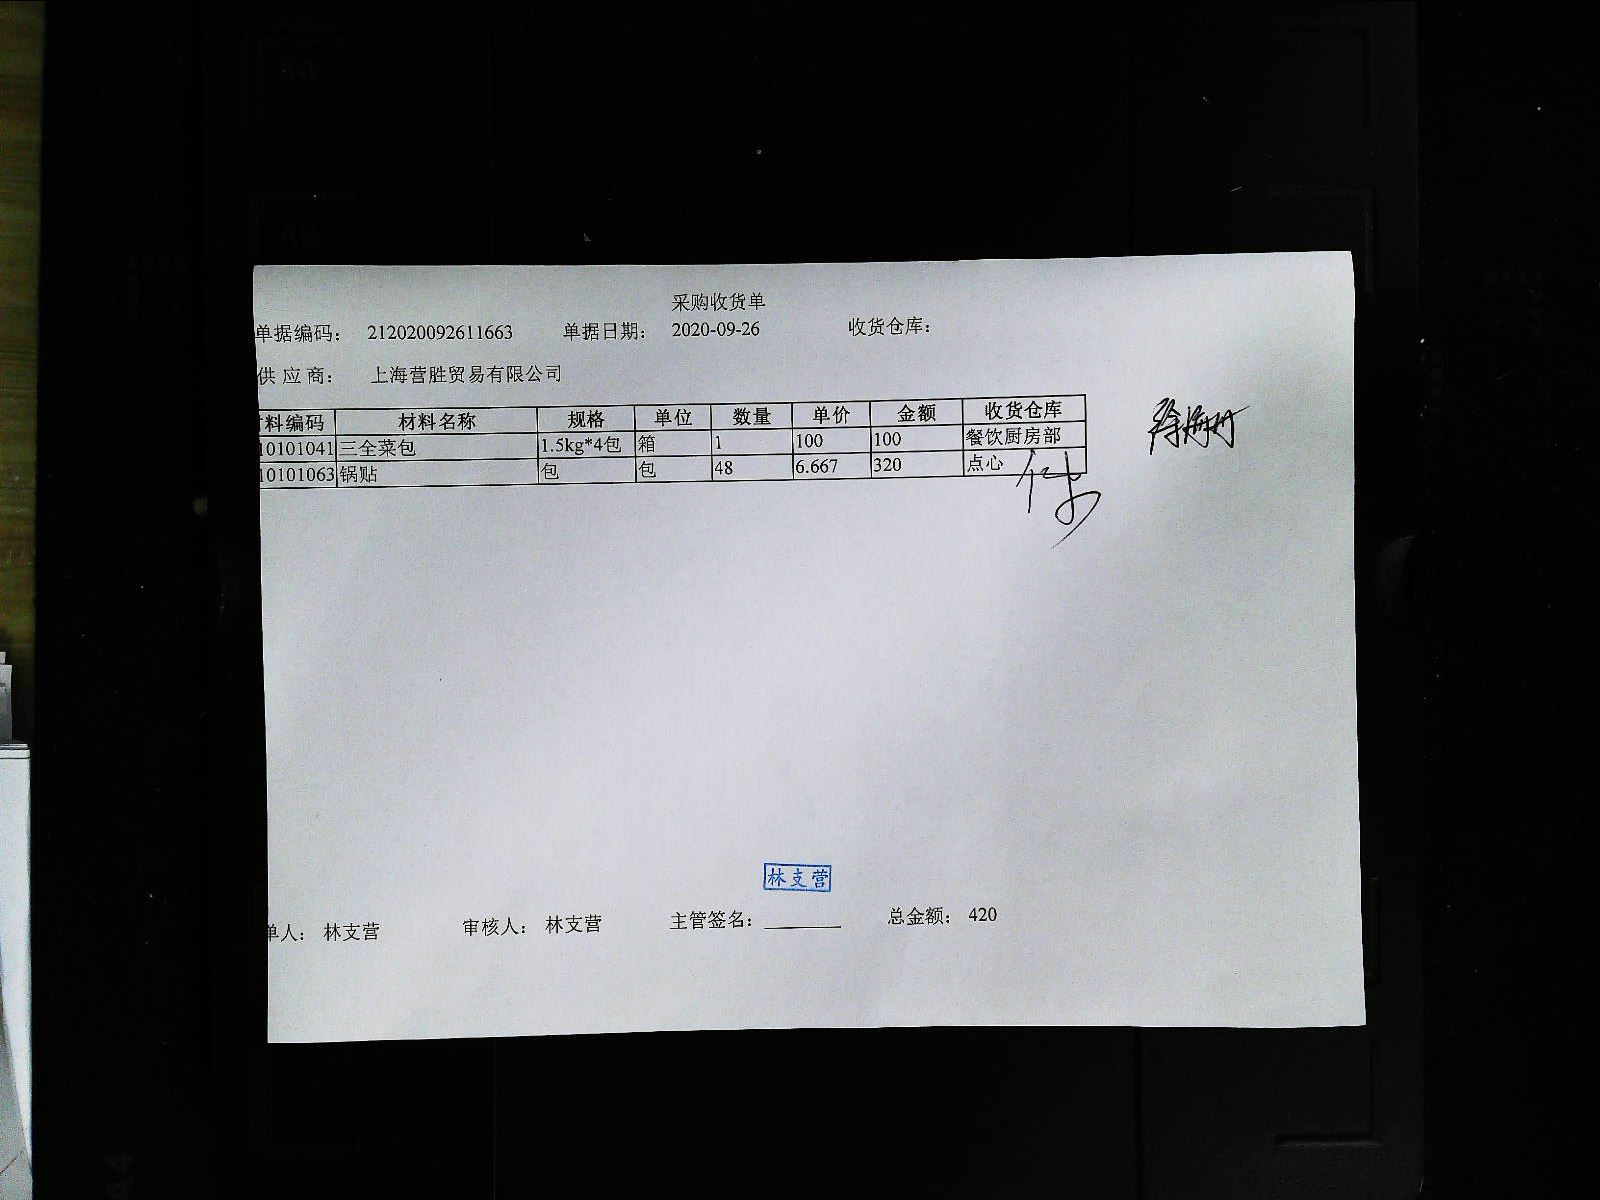 采购收货单
单据编码： 212020092611663 单据日期： 2020-09-26 收货仓库：
供应商： 上海营胜贸易有限公司
料编码 材料名称 规格 单位 数量 单价 金额 收货仓库
10101041 三全菜包 1.5kg*4包 箱 1 100 100 餐饮厨房部
10101063 锅贴 包 包 48 6.667 320 点心
林支营
单人： 林支营 审核人： 林支营 主管签名： 总金额： 420